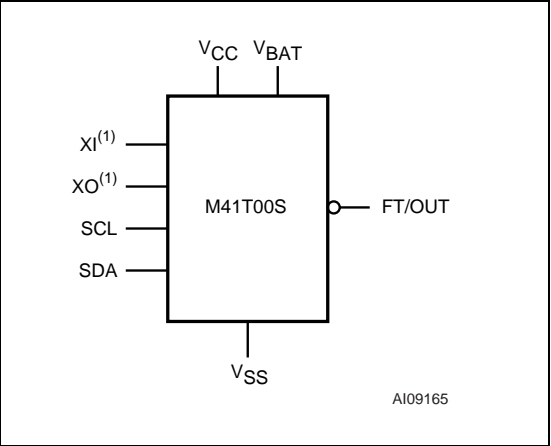 VCC VBAT
XI(1)
XO(1)
M41T00S
FT/OUT
SCL
SDA
VSS
AI09165